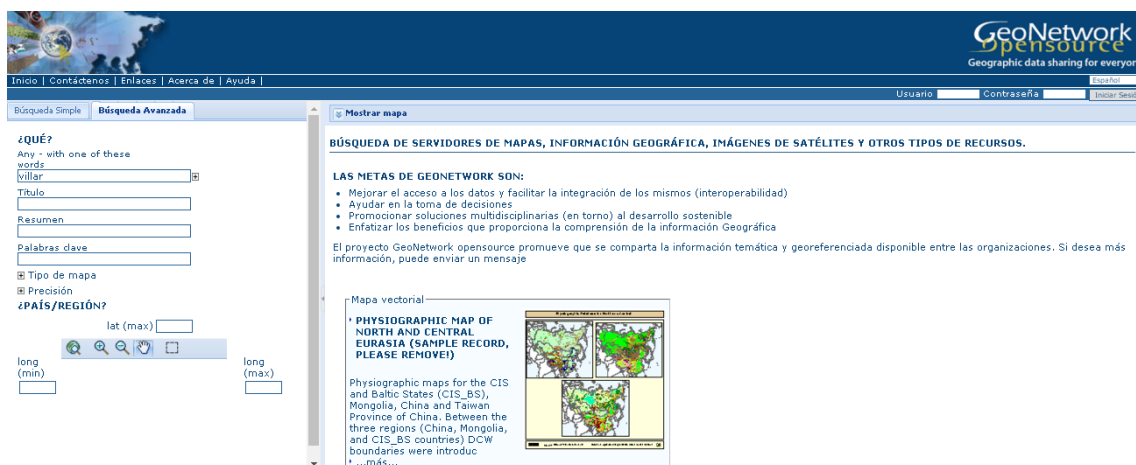 GeoNetwork
Opensource
Geographic data sharing for everyon
Inicio | Contáctenos | Enlaces | Acerca de | Ayuda |
Español
Usuario
Contraseña
Iniciar Sesió
Búsqueda Simple
Búsqueda Avanzada
¿QUÉ?
Any - with one of these
words
villar
Título
Resumen
Palabras clave
Tipo de mapa
Precisión
¿PAÍS/REGIÓN?
lat (max)
long
(min)
long
(max)
Mostrar mapa
BÚSQUEDA DE SERVIDORES DE MAPAS, INFORMACIÓN GEOGRÁFICA, IMÁGENES DE SATÉLITES Y OTROS TIPOS DE RECURSOS.
LAS METAS DE GEONETWORK SON:
• Mejorar el acceso a los datos y facilitar la integración de los mismos (interoperabilidad)
• Ayudar en la toma de decisiones
• Promocionar soluciones multidisciplinarias (en torno) al desarrollo sostenible
• Enfatizar los beneficios que proporciona la comprensión de la información Geográfica
El proyecto GeoNetwork opensource promueve que se comparta la información temática y georeferenciada disponible entre las organizaciones. Si desea más
información, puede enviar un mensaje
Mapa vectorial
PHYSIOGRAPHIC MAP OF
NORTH AND CENTRAL
EURASIA (SAMPLE RECORD,
PLEASE REMOVE!)
Physiographic maps for the CIS
and Baltic States (CIS_BS),
Mongolia, China and Taiwan
Province of China. Between the
three regions (China, Mongolia,
and CIS_BS countries) DCW
boundaries were introduc
...más...